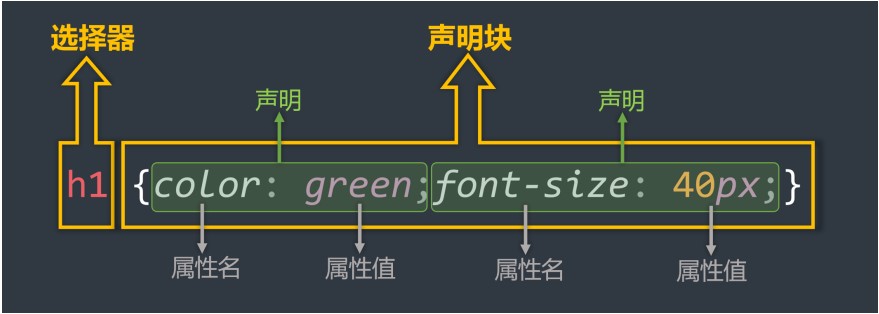 选择器 声明块
声明 声明
h1 {color: green;font-size: 40px;}
属性名 属性值 属性名 属性值